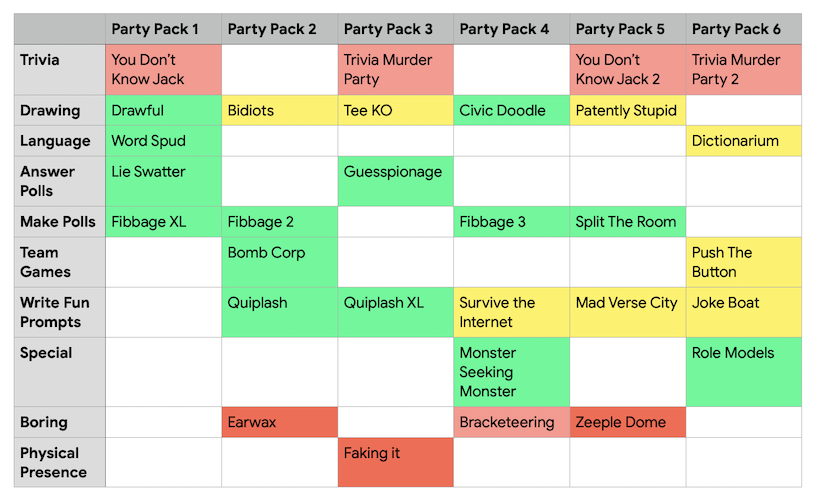 Party Pack 1 Party Pack 2 Party Pack 3 Party Pack 4 Party Pack 5 Party Pack 6
Trivia You Don’t Trivia Murder You Don’t Trivia Murder
Know Jack Party Know Jack 2 Party 2
Drawing Drawful Bidiots Tee KO Civic Doodle Patently Stupid
Language Word Spud Dictionarium
Answer Lie Swatter Guesspionage
Polls
Make Polls Fibbage XL Fibbage 2 Fibbage 3 Split The Room
Team Bomb Corp Push The
Games Button
Write Fun Quiplash Quiplash XL Survive the Mad Verse City Joke Boat
Prompts Internet
Special Monster Role Models
Seeking
Monster
Boring Earwax Bracketeering Zeeple Dome
Physical Faking it
Presence